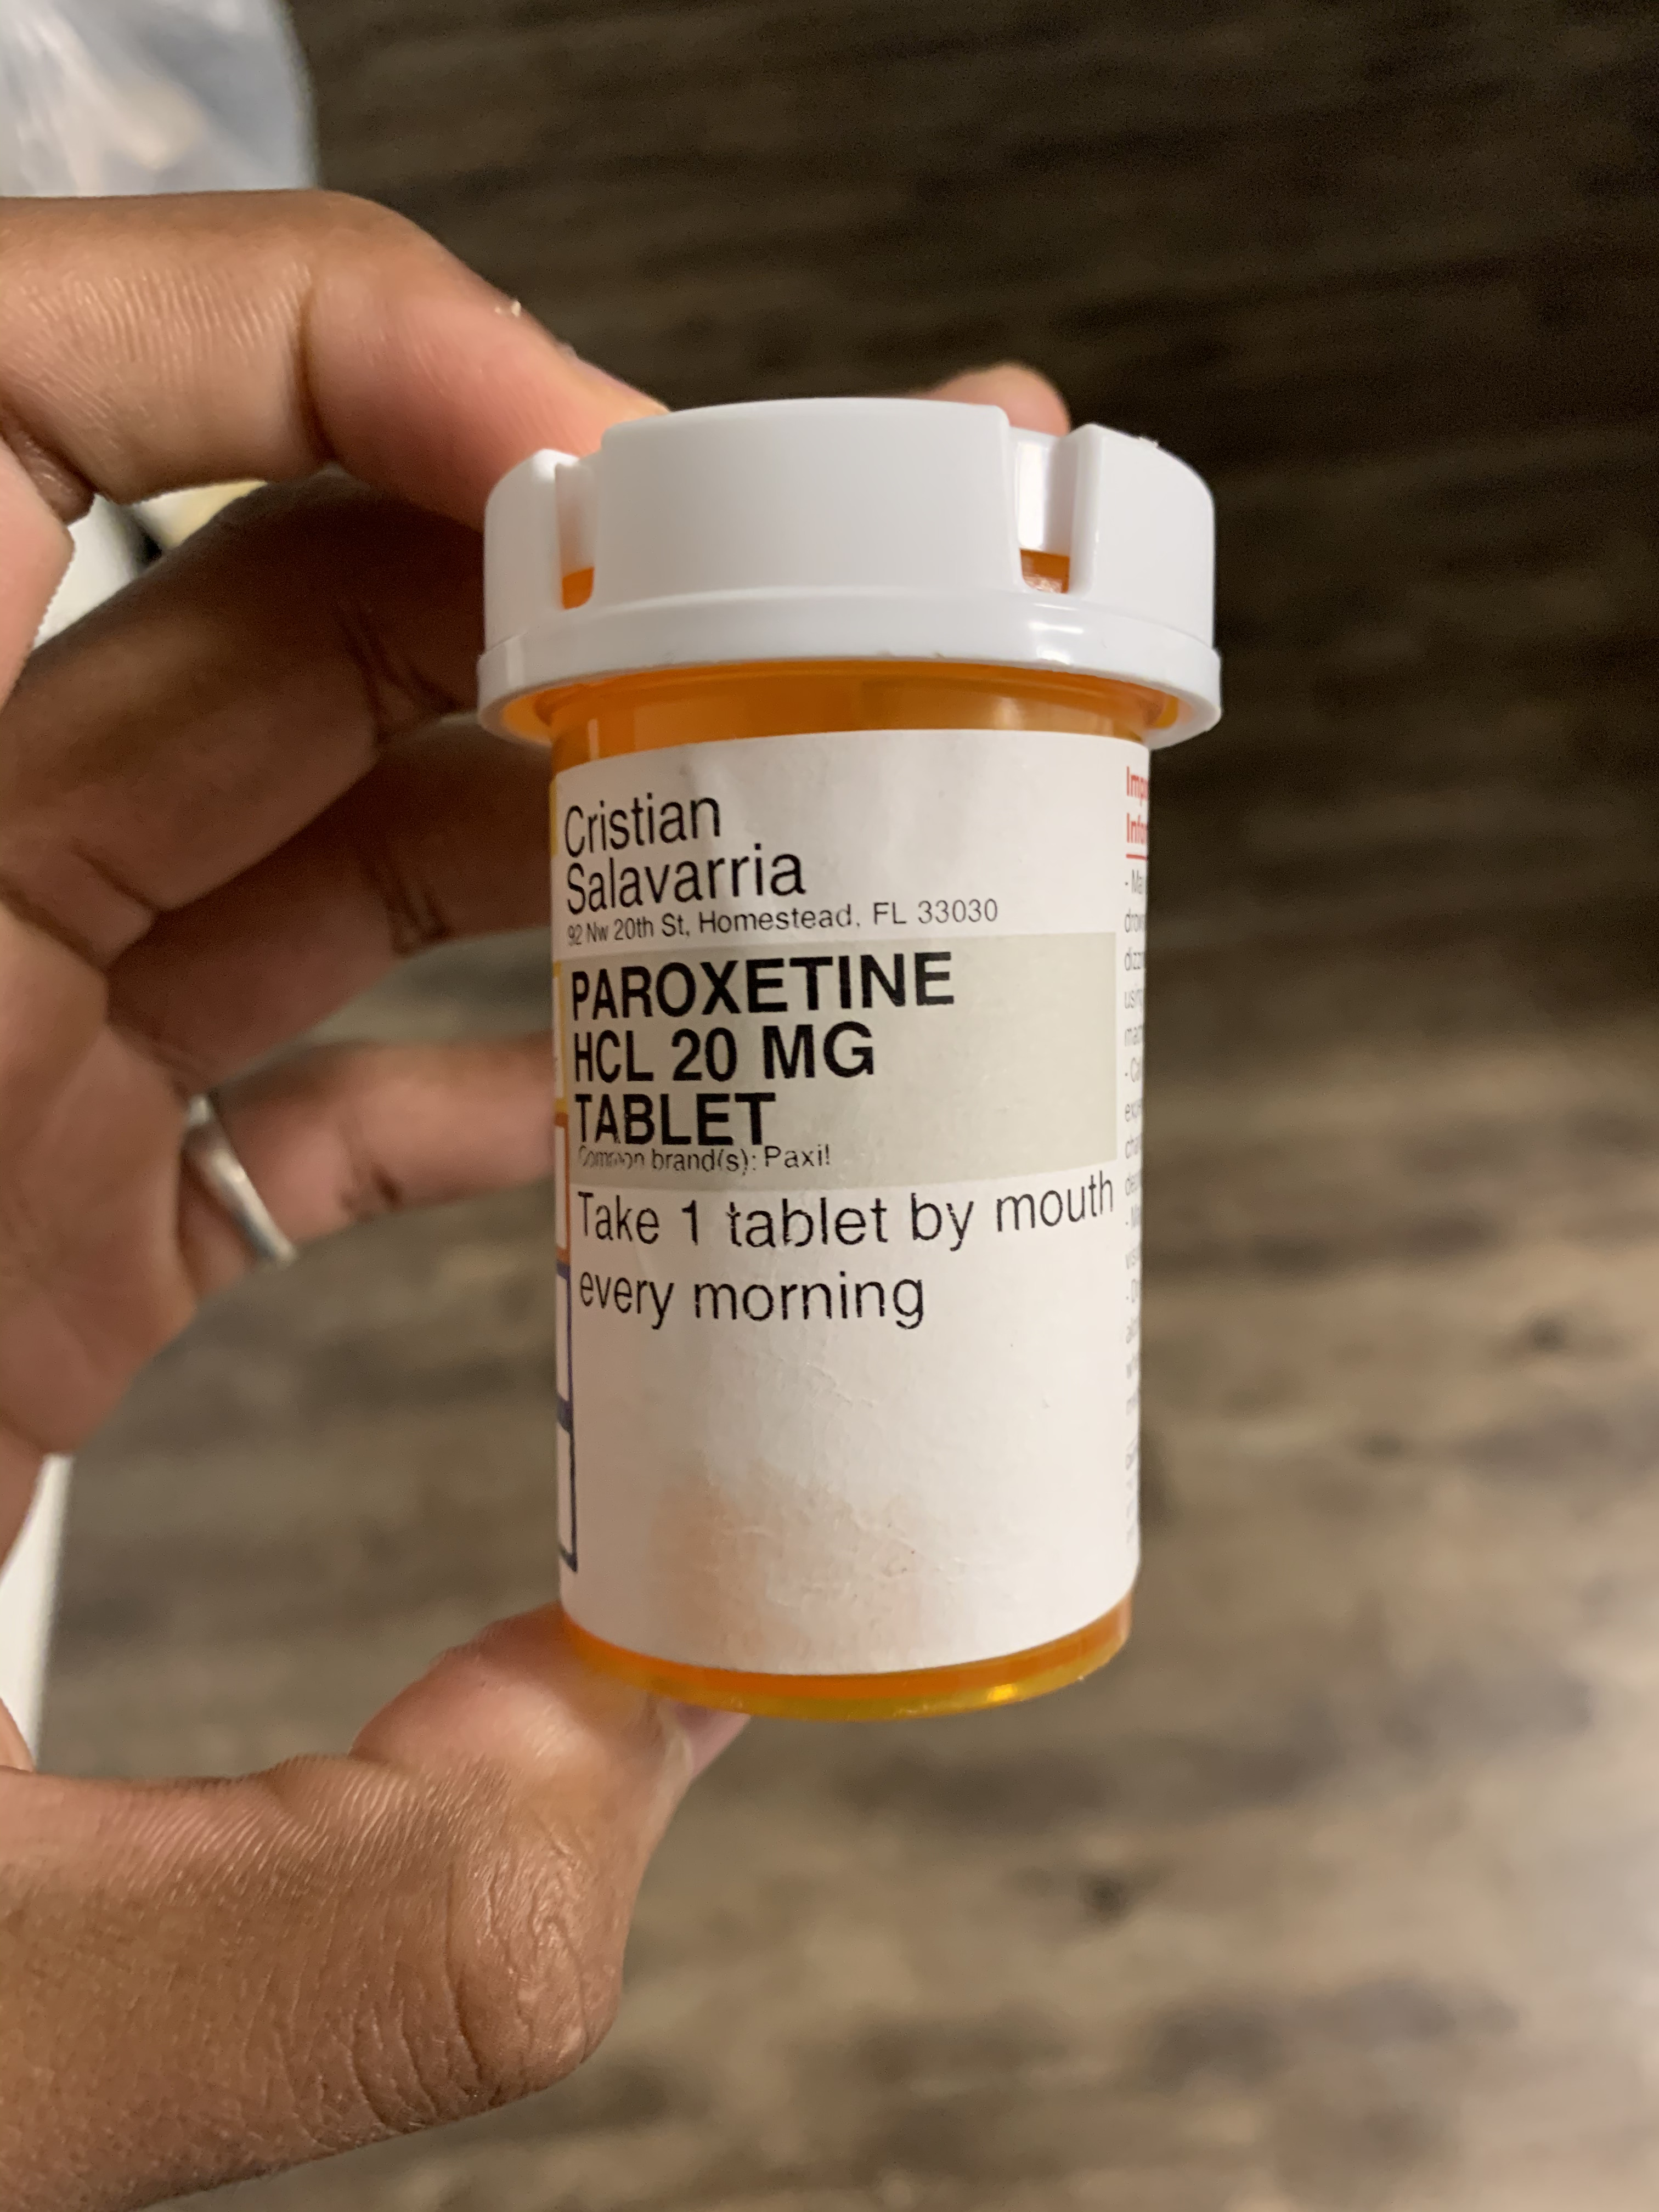 Cristian
Salavarria
92 Nw 20th St, Homestead, FL 33030
PAROXETINE
HCL 20 MG
TABLET
Common brand(s): Paxil
Take 1 tablet by mouth
every morning